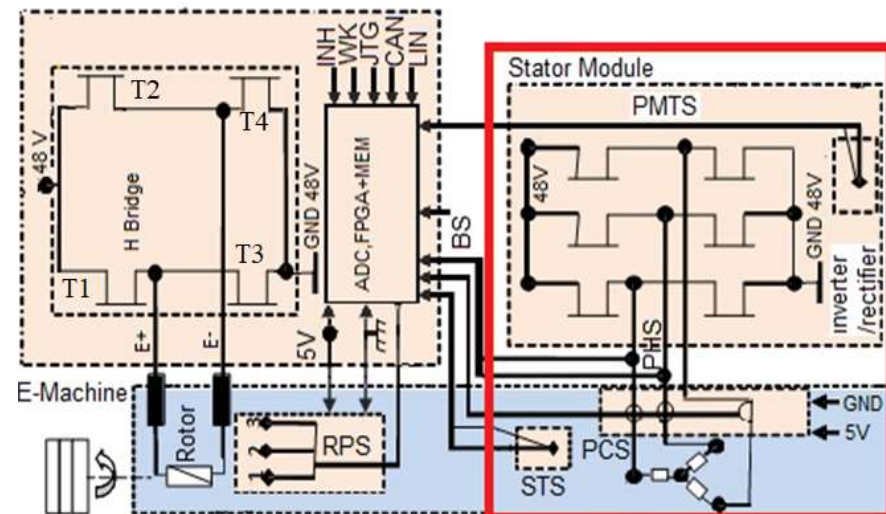 INH
WK
JTG
CAN
LIN
Stator Module
PMTS
T2
T4
48 V
H Bridge
GND 48V
ADC,FPGA+MEM
BS
48V
GND 48V
inverter
/rectifier
T1
T3
E+
E-
5V
PHS
E-Machine
Rotor
3
2
1
RPS
STS
PCS
GND
5V